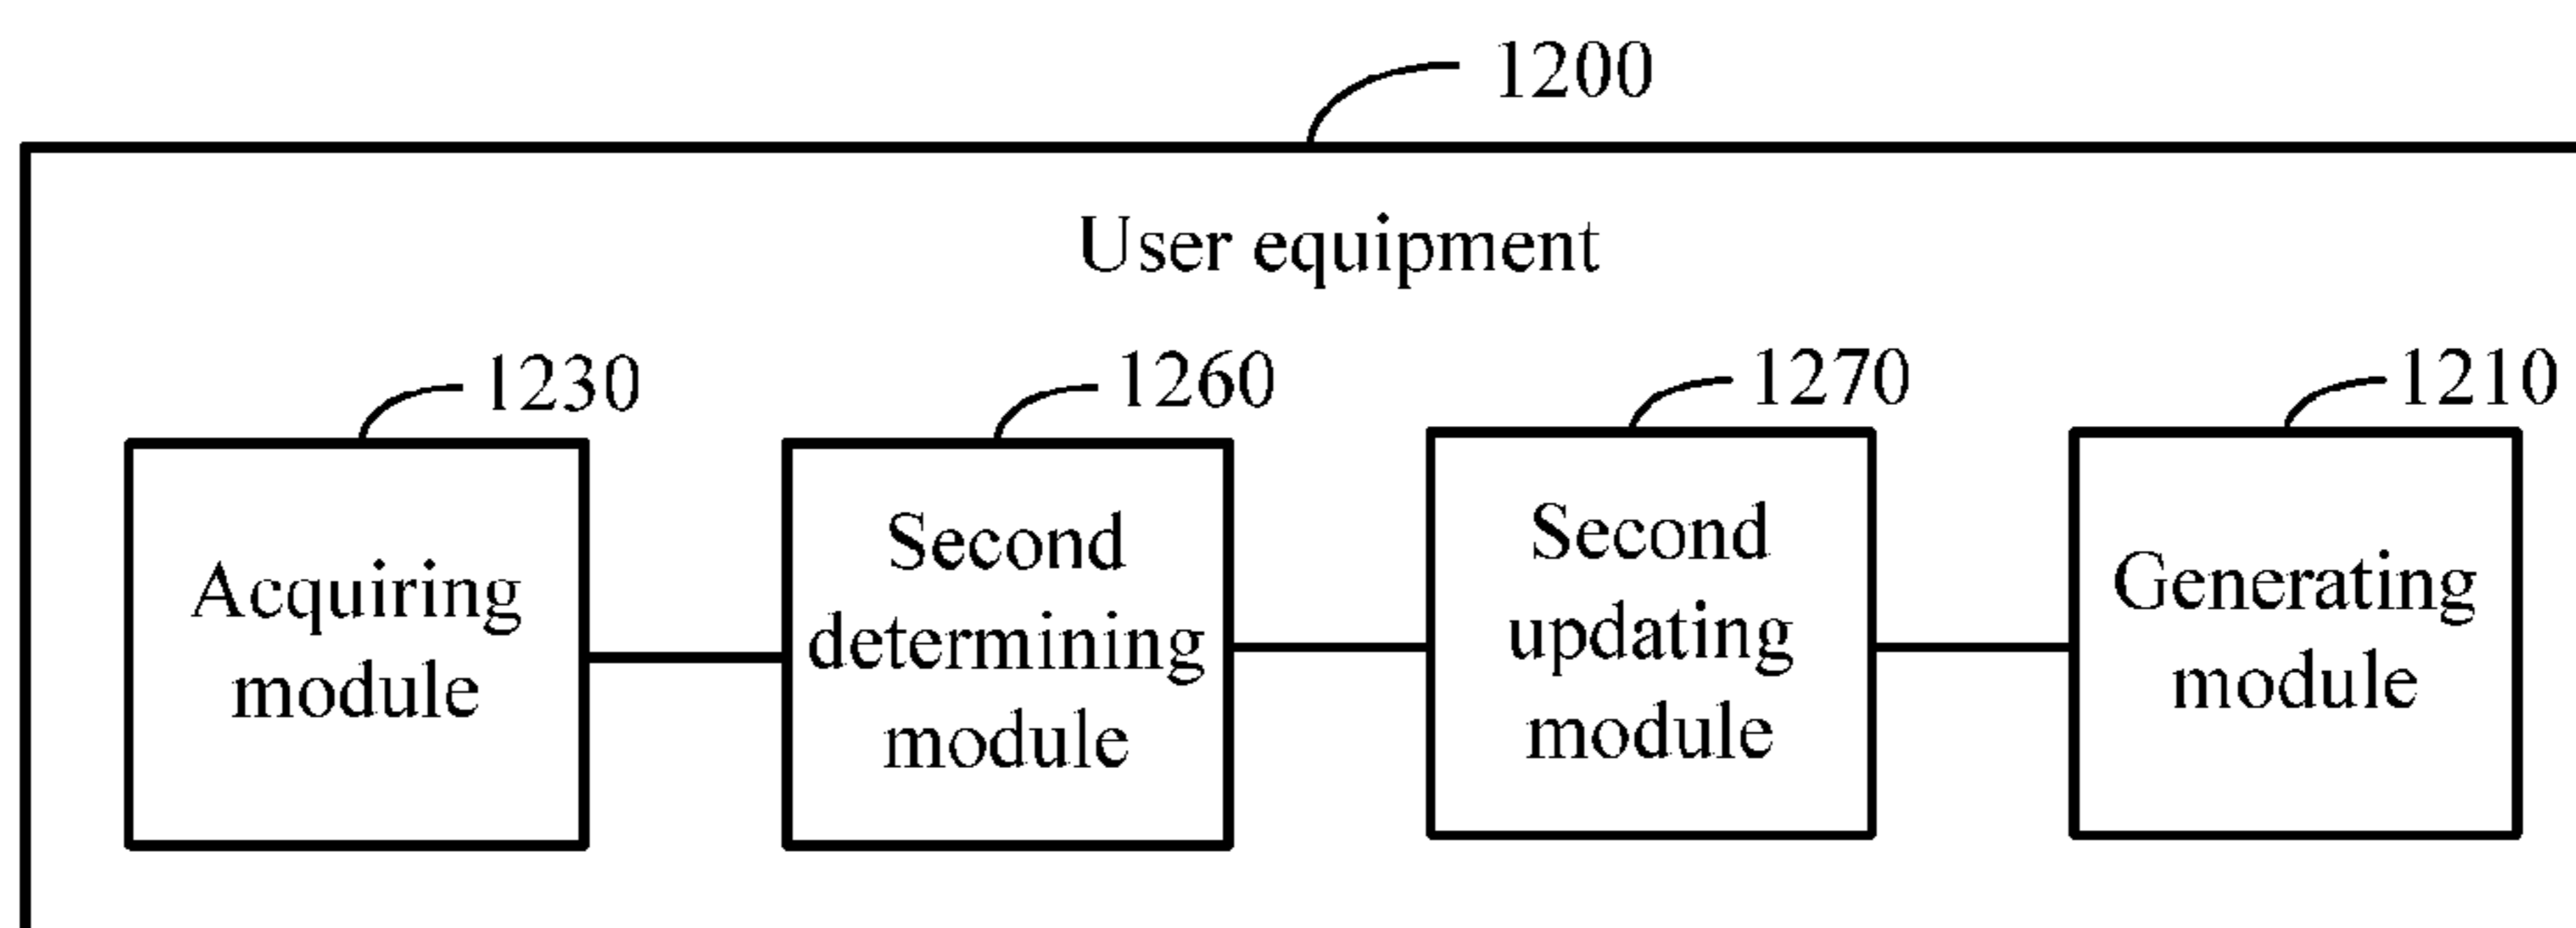 1200
User equipment
1230
1260
1270
1210
Acquiring
module
Second
determining
module
Second
updating
module
Generating
module